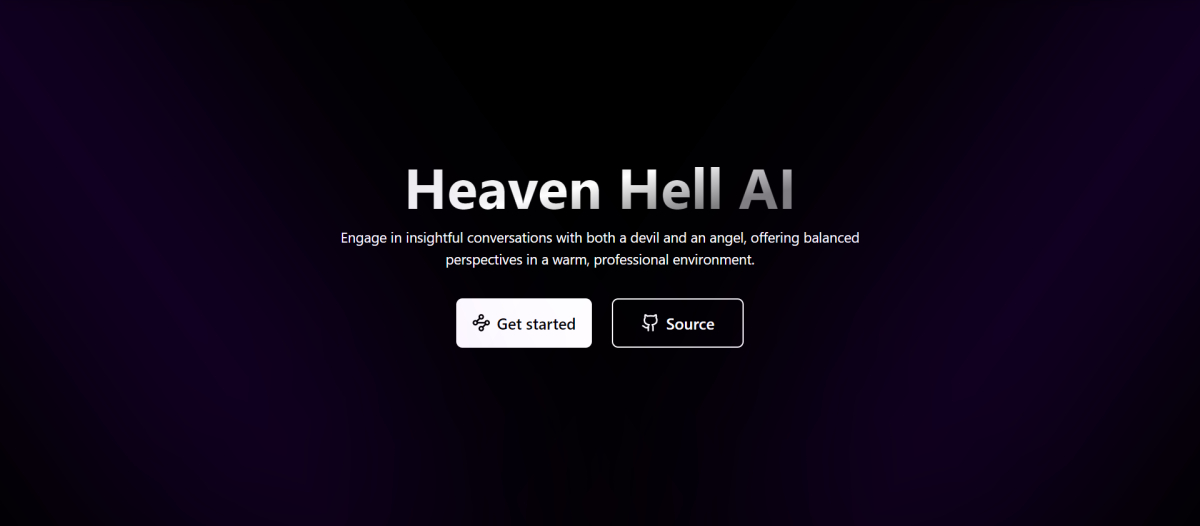 Heaven Hell AI
Engage in insightful conversations with both a devil and an angel, offering balanced
perspectives in a warm, professional environment.
Get started
Source